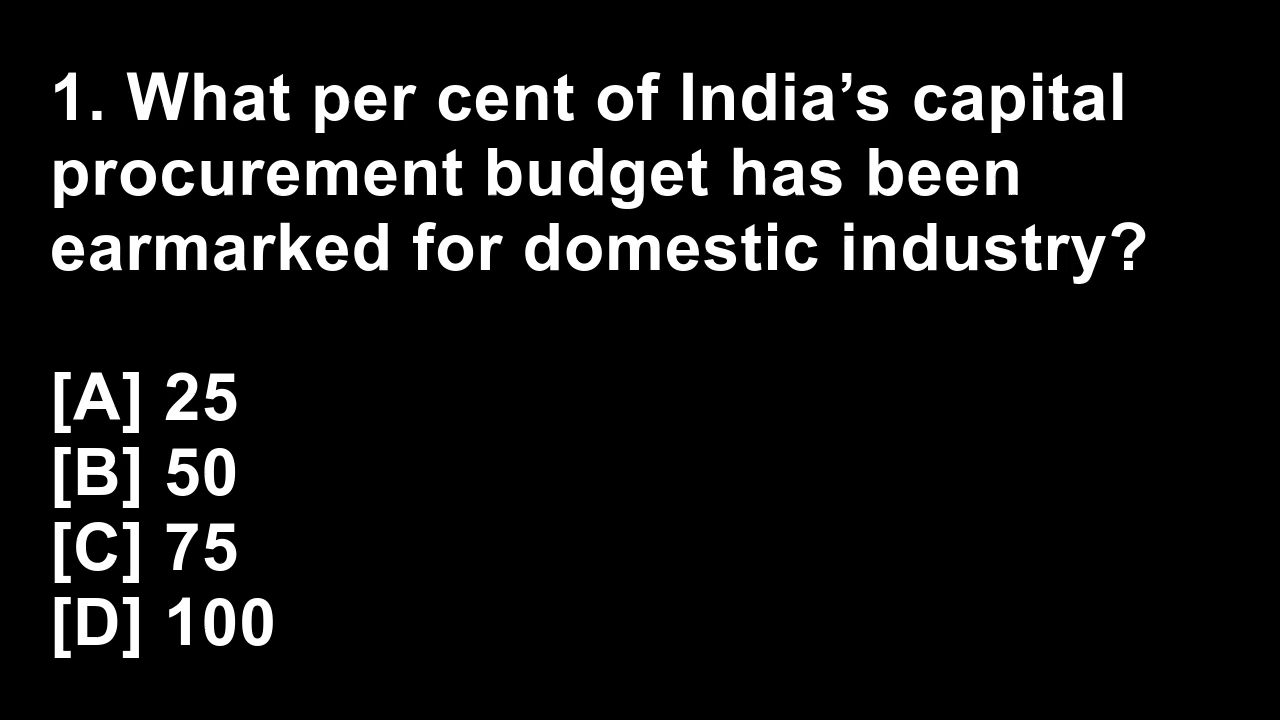 1. What per cent of India’s capital
procurement budget has been
earmarked for domestic industry?
[A] 25
[B] 50
[C] 75
[D] 100